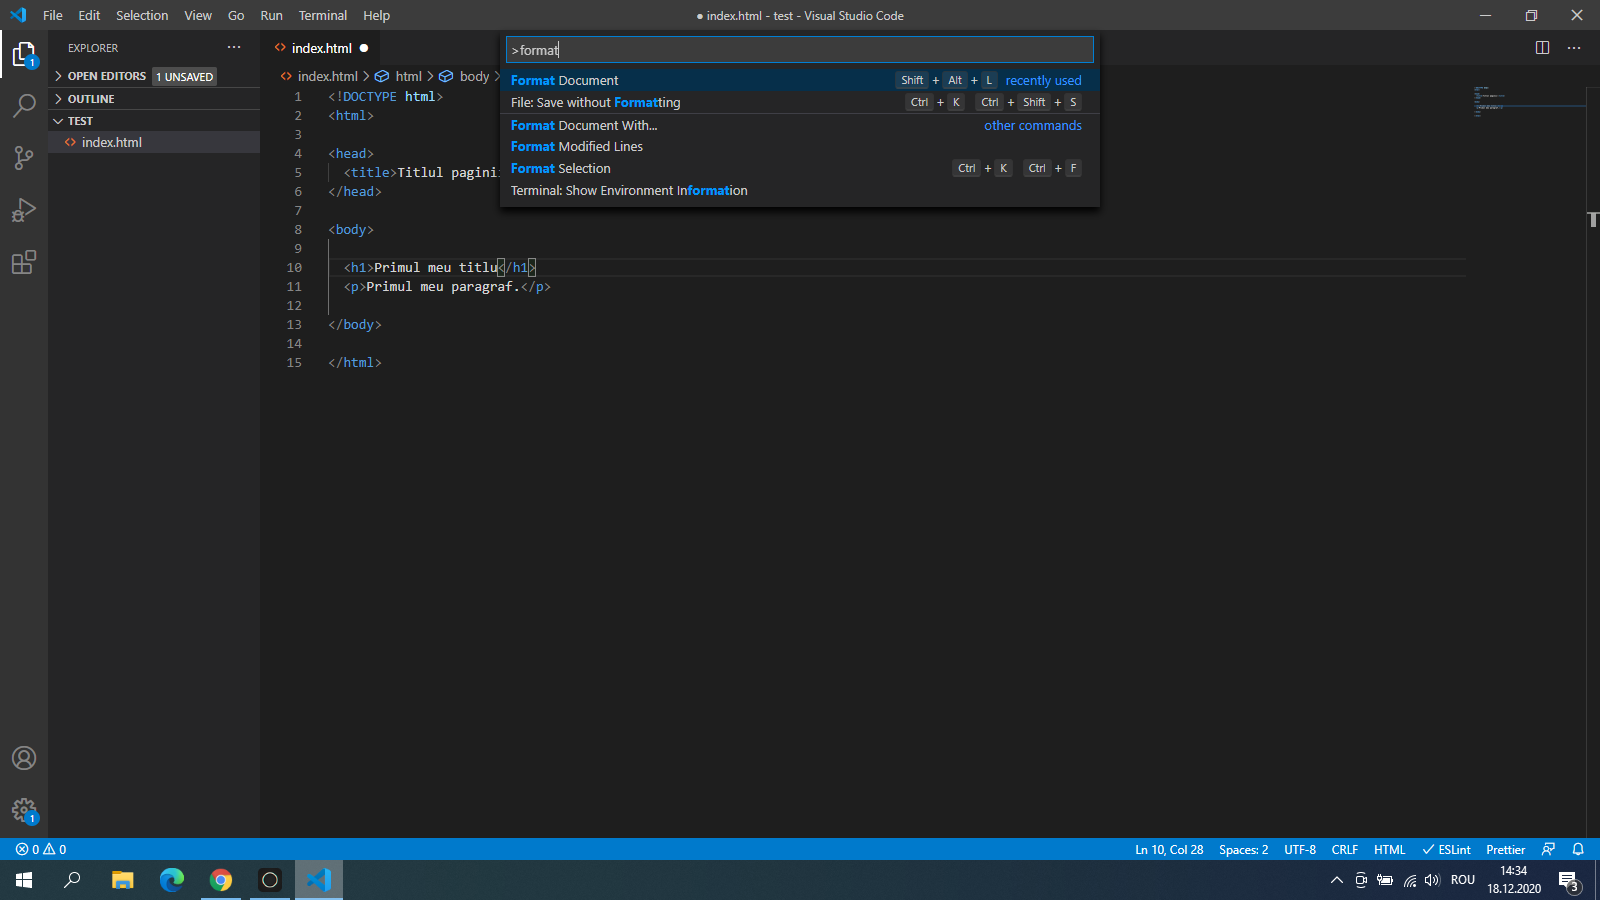 File Edit Selection View Go Run Terminal Help
● index.html - test - Visual Studio Code
EXPLORER
OPEN EDITORS 1 UNSAVED
OUTLINE
TEST
index.html
index.html
index.html > html > body >
>format
Format Document Shift + Alt + L recently used
File: Save without Formatting Ctrl + K Ctrl + Shift + S
Format Document With... other commands
Format Modified Lines
Format Selection Ctrl + K Ctrl + F
Terminal: Show Environment Information
1 <!DOCTYPE html>
2 <html>
3
4 <head>
5 <title>Titlul pagini
6 </head>
7
8 <body>
9
10 <h1>Primul meu titlu</h1>
11 <p>Primul meu paragraf.</p>
12
13 </body>
14
15 </html>
1
1
0 0
Ln 10, Col 28 Spaces: 2 UTF-8 CRLF HTML ESLint Prettier
ROU
14:34
18.12.2020
3